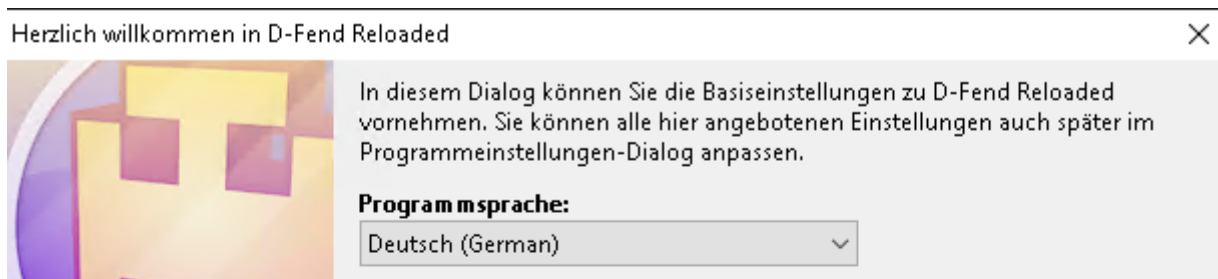 Herzlich willkommen in D-Fend Reloaded
In diesem Dialog können Sie die Basiseinstellungen zu D-Fend Reloaded
vornehmen. Sie können alle hier angebotenen Einstellungen auch später im
Programmeinstellungen-Dialog anpassen.
Programmsprache:
Deutsch (German)